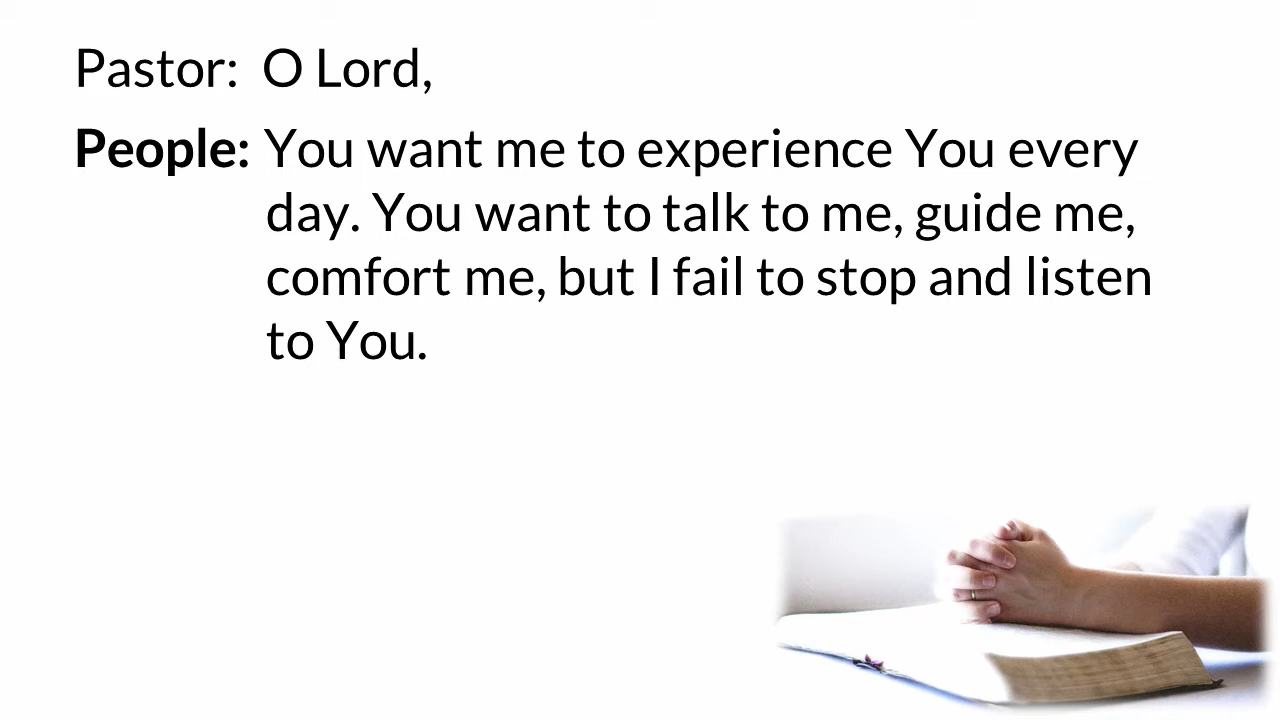 Pastor: O Lord,
People: You want me to experience You every
day. You want to talk to me, guide me,
comfort me, but I fail to stop and listen
to You.